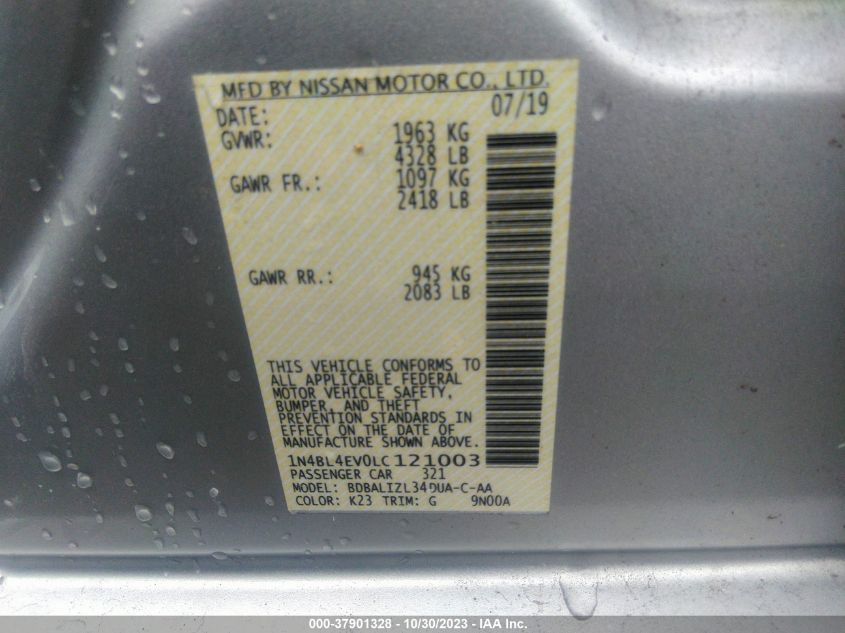 MFD BY NISSAN MOTOR CO., LTD.
DATE: 07/19
GVWR: 1963 KG
4328 LB
GAWR FR.: 1097 KG
2418 LB
GAWR RR.: 945 KG
2083 LB
THIS VEHICLE CONFORMS TO
ALL APPLICABLE FEDERAL
MOTOR VEHICLE SAFETY,
BUMPER, AND THEFT
PREVENTION STANDARDS IN
EFFECT ON THE DATE OF
MANUFACTURE SHOWN ABOVE.
1N4BL4EV0LC121003
PASSENGER CAR 321
MODEL: BDBALIZL34DUA-C-AA
COLOR: K23 TRIM: G 9N00A
000-37901328 - 10/30/2023 - IAA Inc.